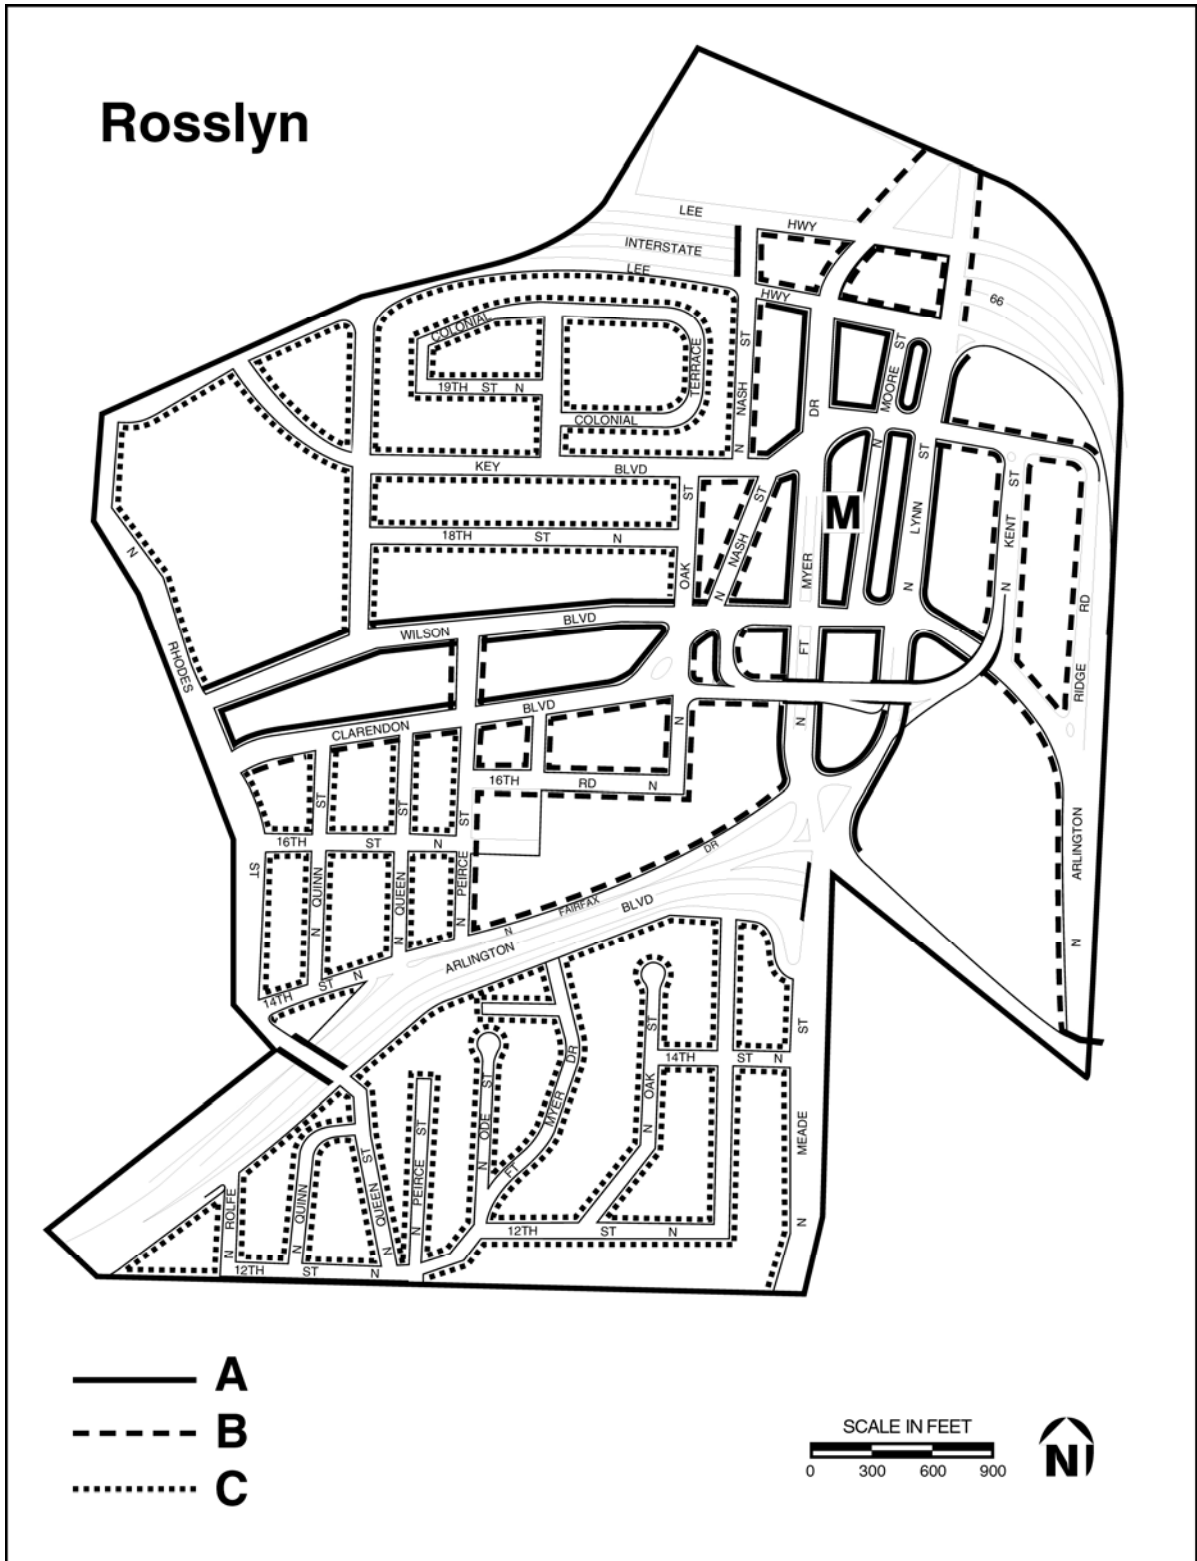 Rosslyn
LEE
HWY
INTERSTATE
LEE
HWY
66
COLONIAL
19TH ST N
TERRACE
COLONIAL
N NASH ST
DR
N MOORE ST
KEY BLVD
18TH ST N
OAK ST
N NASH ST
M
FT MYER
N LYNN ST
N KENT ST
RIDGE RD
N RHODES ST
WILSON BLVD
CLARENDON BLVD
N
N
16TH RD N
16TH ST N
N QUINN ST
N QUEEN ST
N PEIRCE ST
N FAIRFAX DR
ARLINGTON BLVD
N ARLINGTON
14TH ST N
14TH ST N
N OAK ST
N MEADE ST
FT MYER DR
N ODE ST
N PEIRCE ST
N QUEEN ST
N QUINN
N ROLFE
12TH ST N
12TH ST N
A
B
C
SCALE IN FEET
0 300 600 900
N